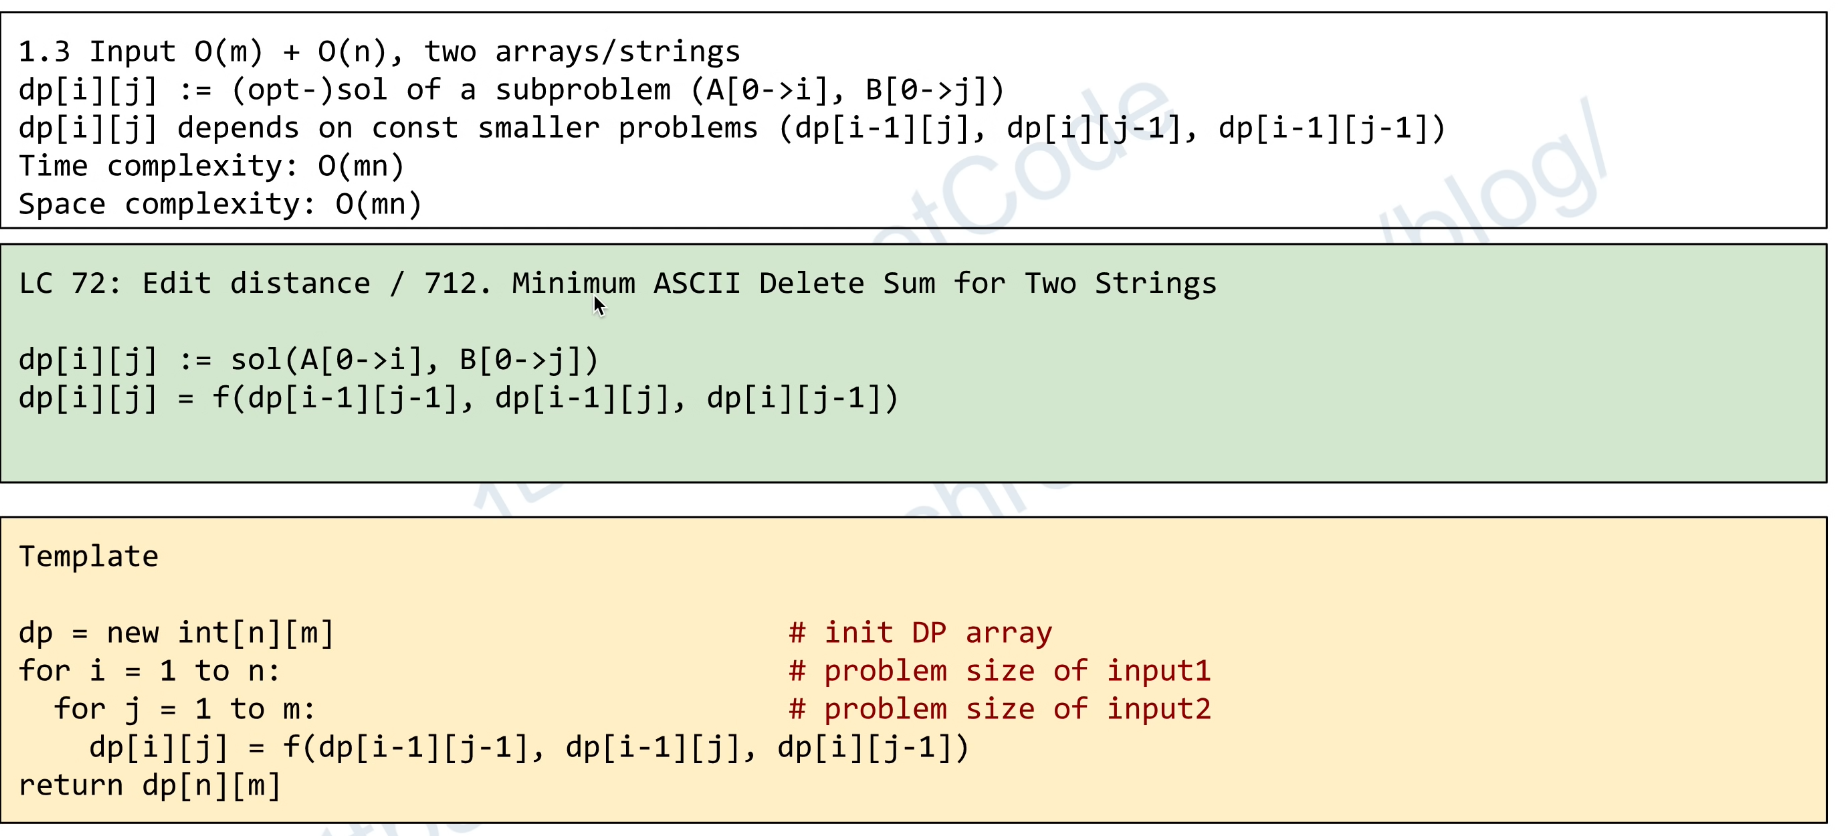 1.3 Input O(m) + O(n), two arrays/strings
dp[i][j] := (opt-)sol of a subproblem (A[0->i], B[0->j])
dp[i][j] depends on const smaller problems (dp[i-1][j], dp[i][j-1], dp[i-1][j-1])
Time complexity: O(mn)
Space complexity: O(mn)
LC 72: Edit distance / 712. Minimum ASCII Delete Sum for Two Strings
dp[i][j] := sol(A[0->i], B[0->j])
dp[i][j] = f(dp[i-1][j-1], dp[i-1][j], dp[i][j-1])
Template
dp = new int[n][m] # init DP array
for i = 1 to n: # problem size of input1
for j = 1 to m: # problem size of input2
dp[i][j] = f(dp[i-1][j-1], dp[i-1][j], dp[i][j-1])
return dp[n][m]